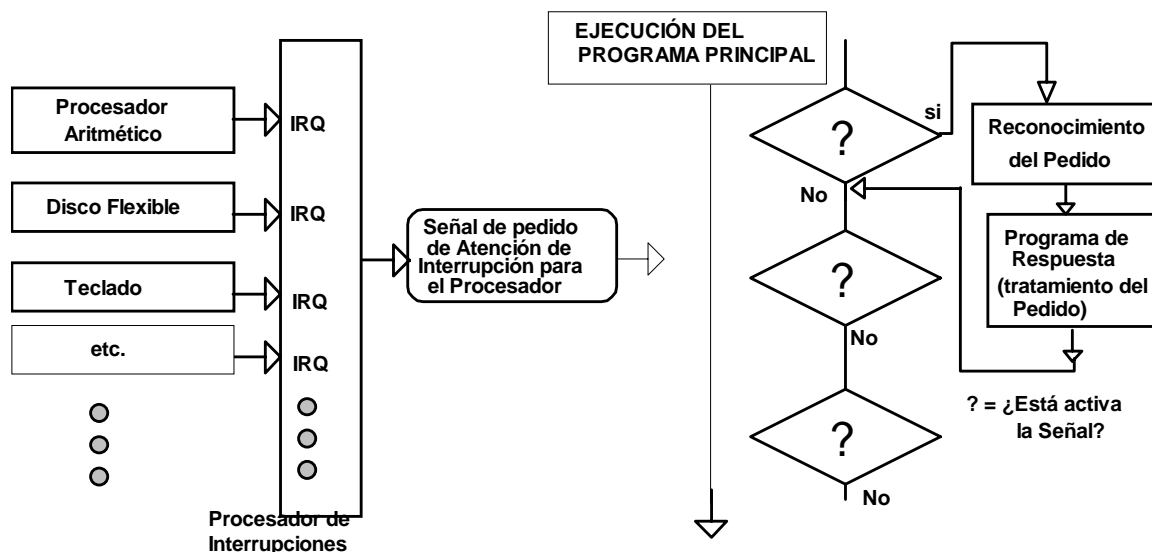 Procesador
Aritmético
Disco Flexible
Teclado
etc.
IRQ
IRQ
IRQ
IRQ
Procesador de
Interrupciones
Señal de pedido
de Atención de
Interrupción para
el Procesador
EJECUCIÓN DEL
PROGRAMA PRINCIPAL
?
si
No
?
No
?
No
Reconocimiento
del Pedido
Programa de
Respuesta
(tratamiento del
Pedido)
? = ¿Está activa
la Señal?